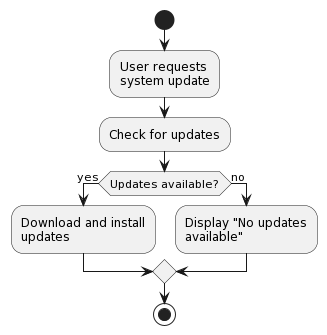 User requests
system update
Check for updates
yes
Updates available?
no
Download and install
updates
Display "No updates
available"